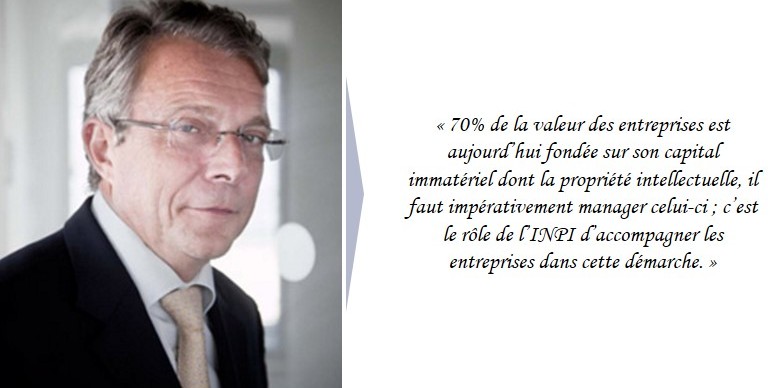 « 70% de la valeur des entreprises est
aujourd’hui fondée sur son capital
immatériel dont la propriété intellectuelle, il
faut impérativement manager celui-ci ; c’est
le rôle de l’INPI d’accompagner les
entreprises dans cette démarche. »